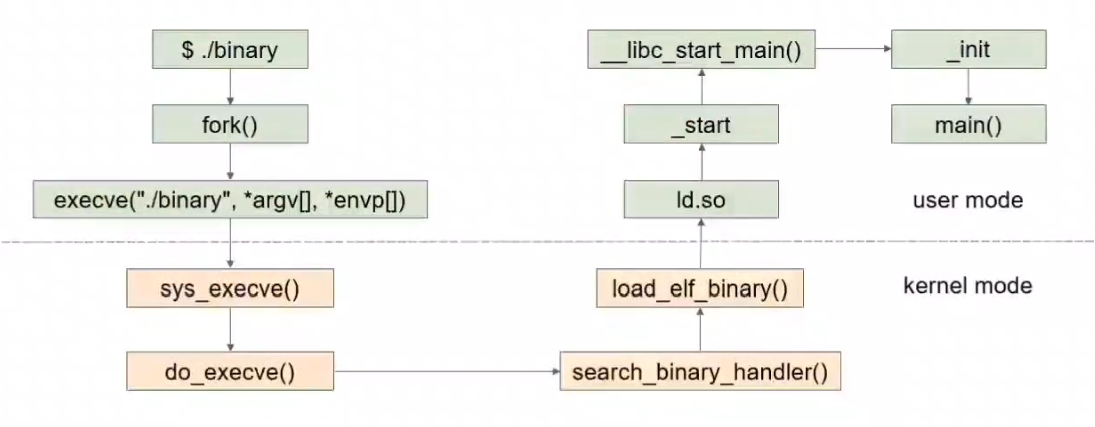 $ ./binary
fork()
execve("./binary", *argv[], *envp[])
sys_execve()
do_execve()
search_binary_handler()
load_elf_binary()
ld.so
_start
__libc_start_main()
_init
main()
user mode
kernel mode